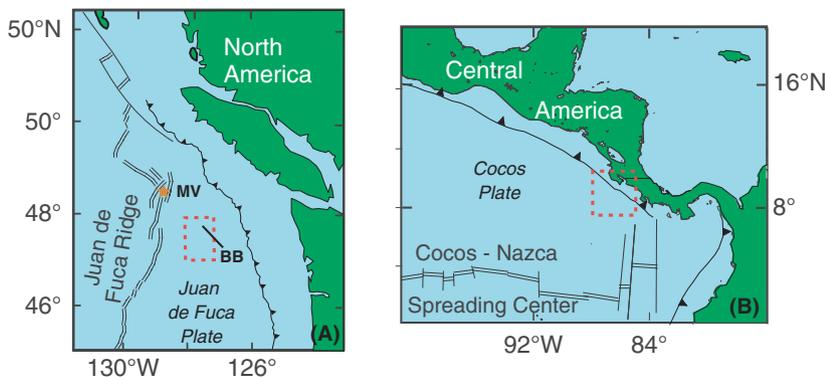 50°N
50°
48°
46°
North
America
MV
BB
Juan de
Fuca Ridge
Juan
de Fuca
Plate
(A)
130°W
126°
Central
America
16°N
8°
Cocos
Plate
Cocos - Nazca
Spreading Center
(B)
92°W
84°